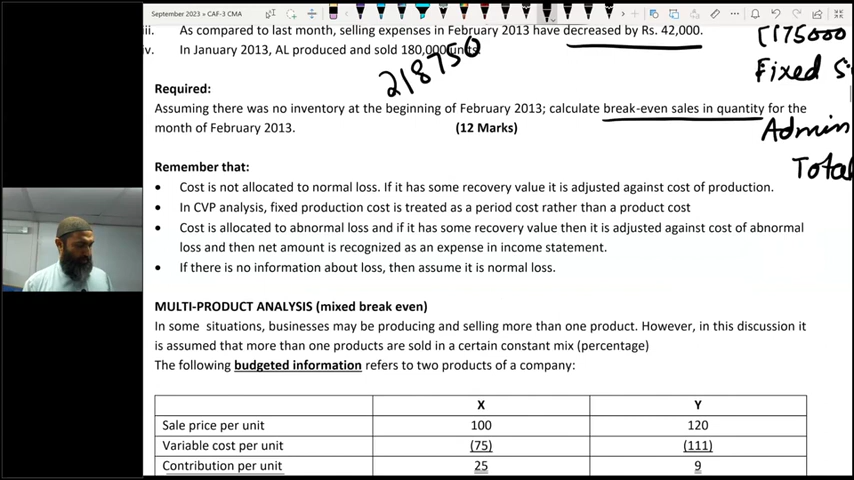 September 2023 » CAF-3 CMA
iii. As compared to last month, selling expenses in February 2013 have decreased by Rs. 42,000.
[175000
iv. In January 2013, AL produced and sold 180,000 units.
218750
Fixed S
Required:
Assuming there was no inventory at the beginning of February 2013; calculate break-even sales in quantity for the
month of February 2013. (12 Marks)
Admin
Total
Remember that:
• Cost is not allocated to normal loss. If it has some recovery value it is adjusted against cost of production.
• In CVP analysis, fixed production cost is treated as a period cost rather than a product cost
• Cost is allocated to abnormal loss and if it has some recovery value then it is adjusted against cost of abnormal
loss and then net amount is recognized as an expense in income statement.
• If there is no information about loss, then assume it is normal loss.
MULTI-PRODUCT ANALYSIS (mixed break even)
In some situations, businesses may be producing and selling more than one product. However, in this discussion it
is assumed that more than one products are sold in a certain constant mix (percentage)
The following budgeted information refers to two products of a company:
X Y
Sale price per unit 100 120
Variable cost per unit (75) (111)
Contribution per unit 25 9